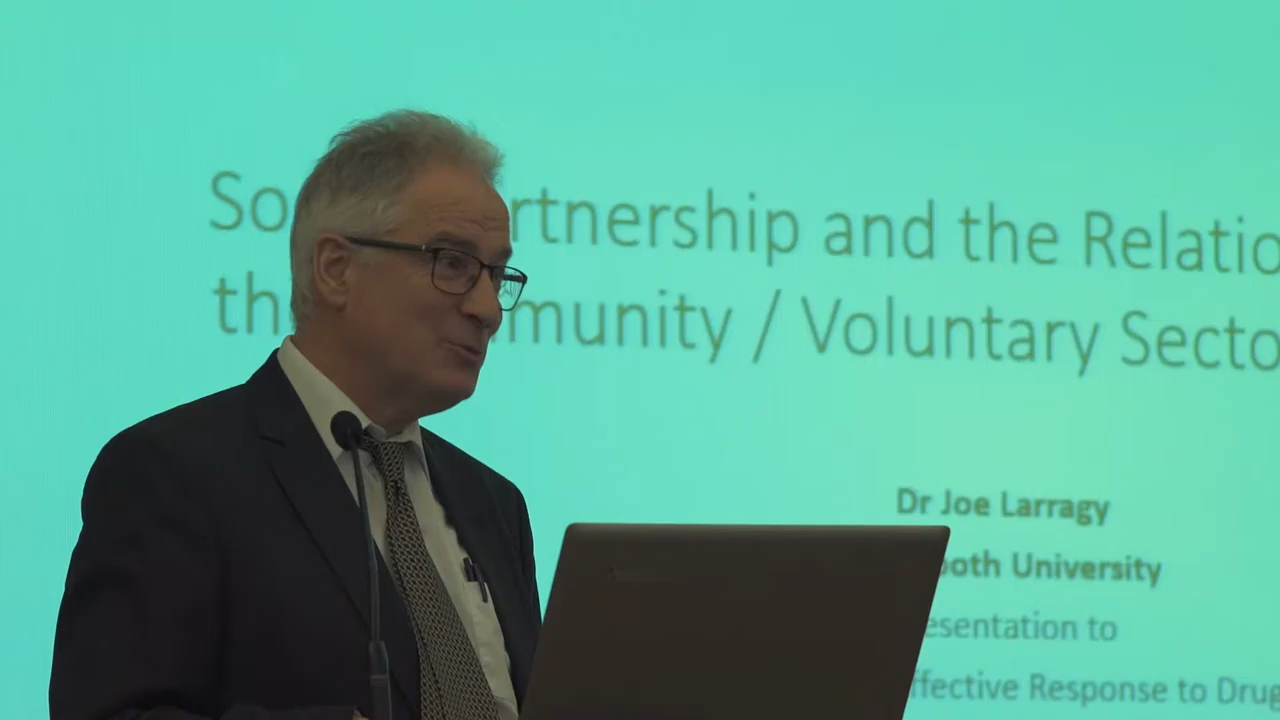 So rtnership and the Relatio
th munity / Voluntary Secto
Dr Joe Larragy
ooth University
esentation to
ffective Response to Drug